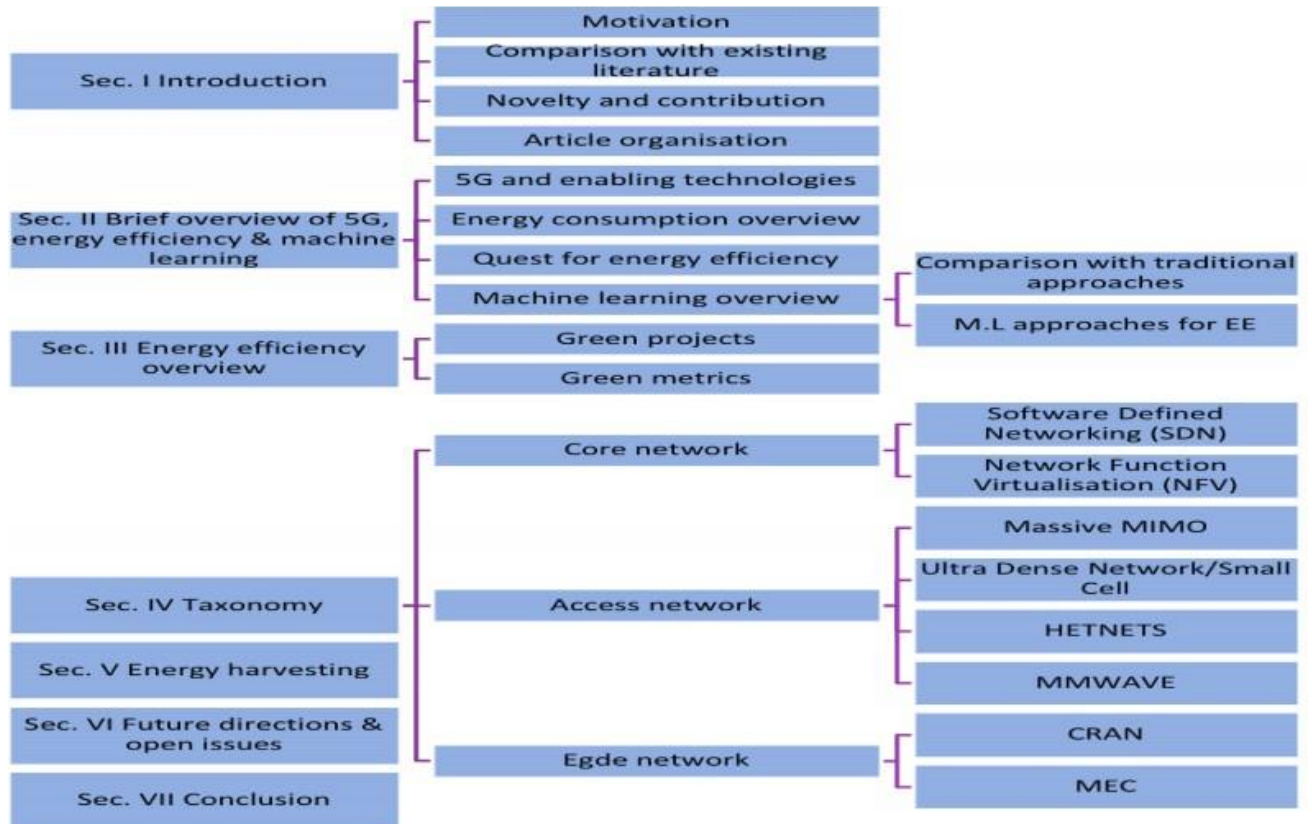 Sec. I Introduction
Motivation
Comparison with existing
literature
Novelty and contribution
Article organisation
Sec. II Brief overview of 5G,
energy efficiency & machine
learning
5G and enabling technologies
Energy consumption overview
Quest for energy efficiency
Machine learning overview
Comparison with traditional
approaches
M.L approaches for EE
Sec. III Energy efficiency
overview
Green projects
Green metrics
Sec. IV Taxonomy
Core network
Software Defined
Networking (SDN)
Network Function
Virtualisation (NFV)
Access network
Massive MIMO
Ultra Dense Network/Small
Cell
HETNETS
MMWAVE
Egde network
CRAN
MEC
Sec. V Energy harvesting
Sec. VI Future directions &
open issues
Sec. VII Conclusion